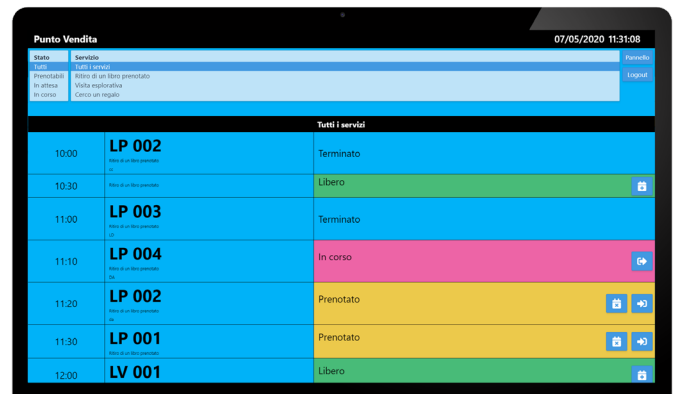 Punto Vendita 07/05/2020 11:31:08
Stato Servizio
Tutti Tutti i servizi
Prenotabili Ritiro di un libro prenotato
In attesa Visita esplorativa
In corso Cerco un regalo
Pannello
Logout
Tutti i servizi
10:00 LP 002 Terminato
Ritiro di un libro prenotato
10:30 Ritiro di un libro prenotato Libero
11:00 LP 003 Terminato
Ritiro di un libro prenotato
11:10 LP 004 In corso
Ritiro di un libro prenotato
11:20 LP 002 Prenotato
Ritiro di un libro prenotato
11:30 LP 001 Prenotato
Ritiro di un libro prenotato
12:00 LV 001 Libero